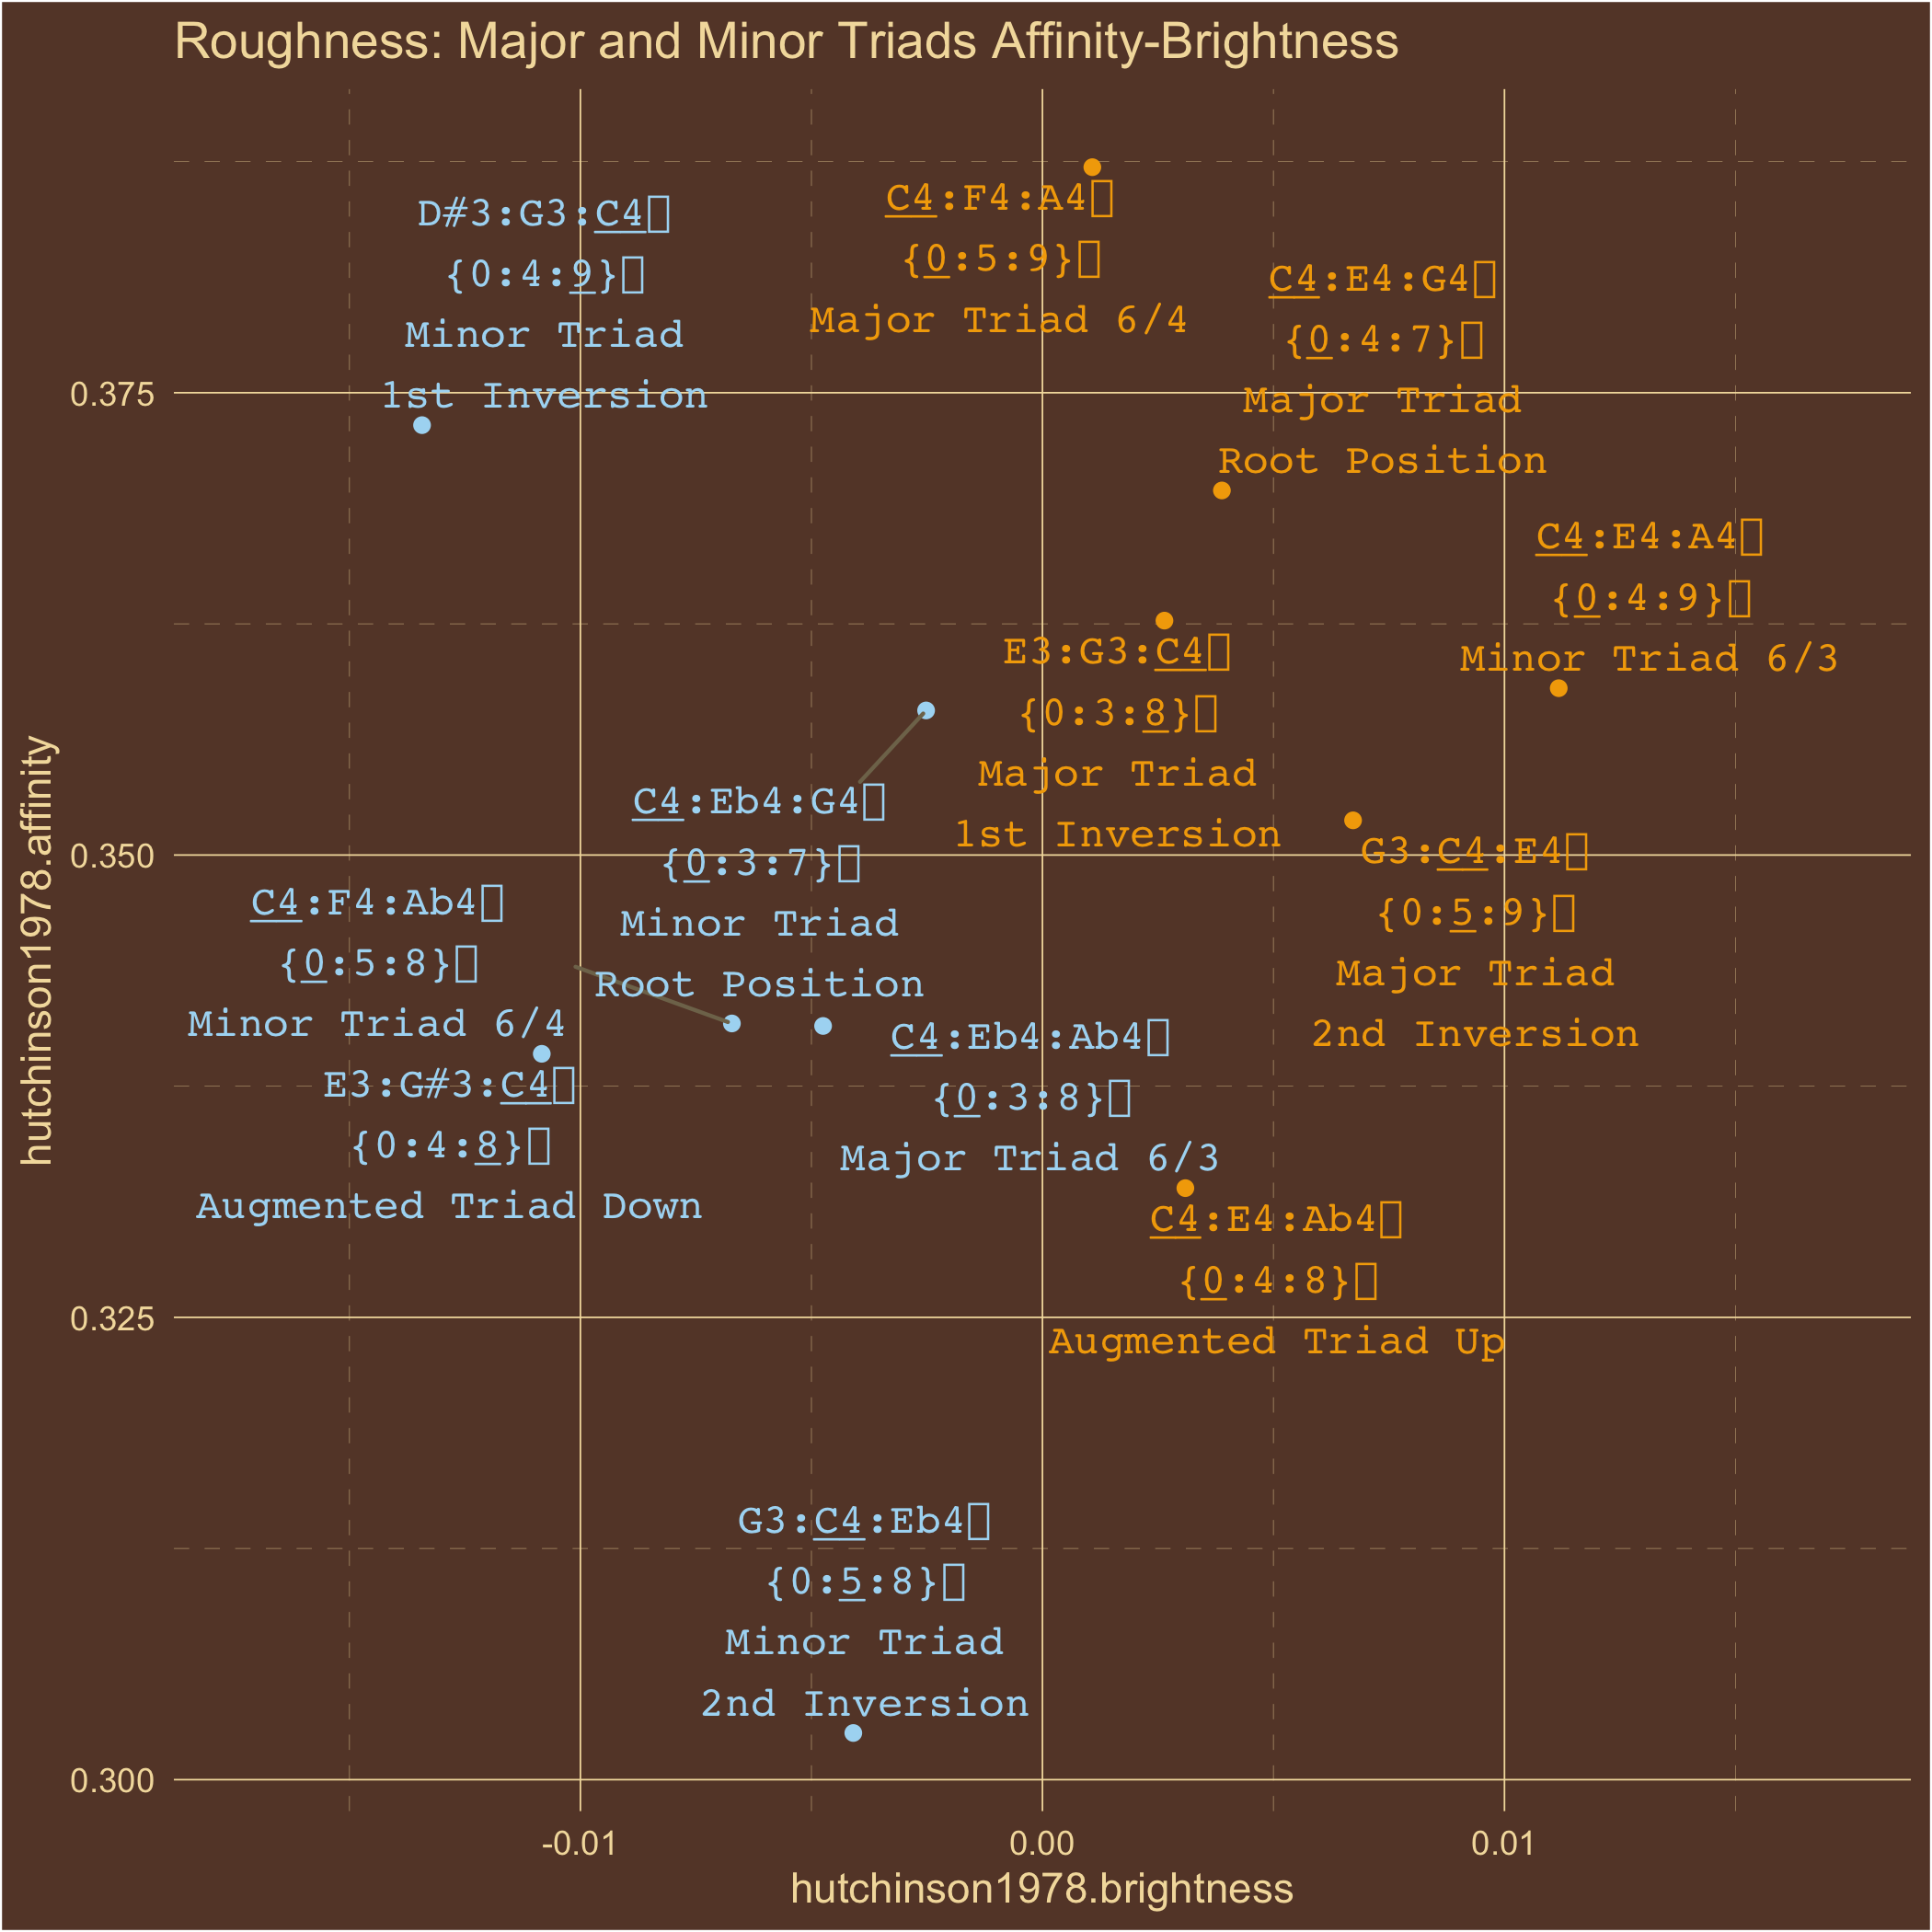 Roughness: Major and Minor Triads Affinity-Brightness
hutchinson1978.affinity
0.375
0.350
0.325
0.300
D#3:G3:C4
{0:4:9}
Minor Triad
1st Inversion
C4:F4:A4
{0:5:9}
Major Triad 6/4
C4:E4:G4
{0:4:7}
Major Triad
Root Position
C4:E4:A4
{0:4:9}
Minor Triad 6/3
E3:G3:C4
{0:3:8}
Major Triad
1st Inversion
C4:Eb4:G4
{0:3:7}
Minor Triad
Root Position
G3:C4:E4
{0:5:9}
Major Triad
2nd Inversion
C4:F4:Ab4
{0:5:8}
Minor Triad 6/4
E3:G#3:C4
{0:4:8}
Augmented Triad Down
C4:Eb4:Ab4
{0:3:8}
Major Triad 6/3
C4:E4:Ab4
{0:4:8}
Augmented Triad Up
G3:C4:Eb4
{0:5:8}
Minor Triad
2nd Inversion
-0.01
0.00
0.01
hutchinson1978.brightness